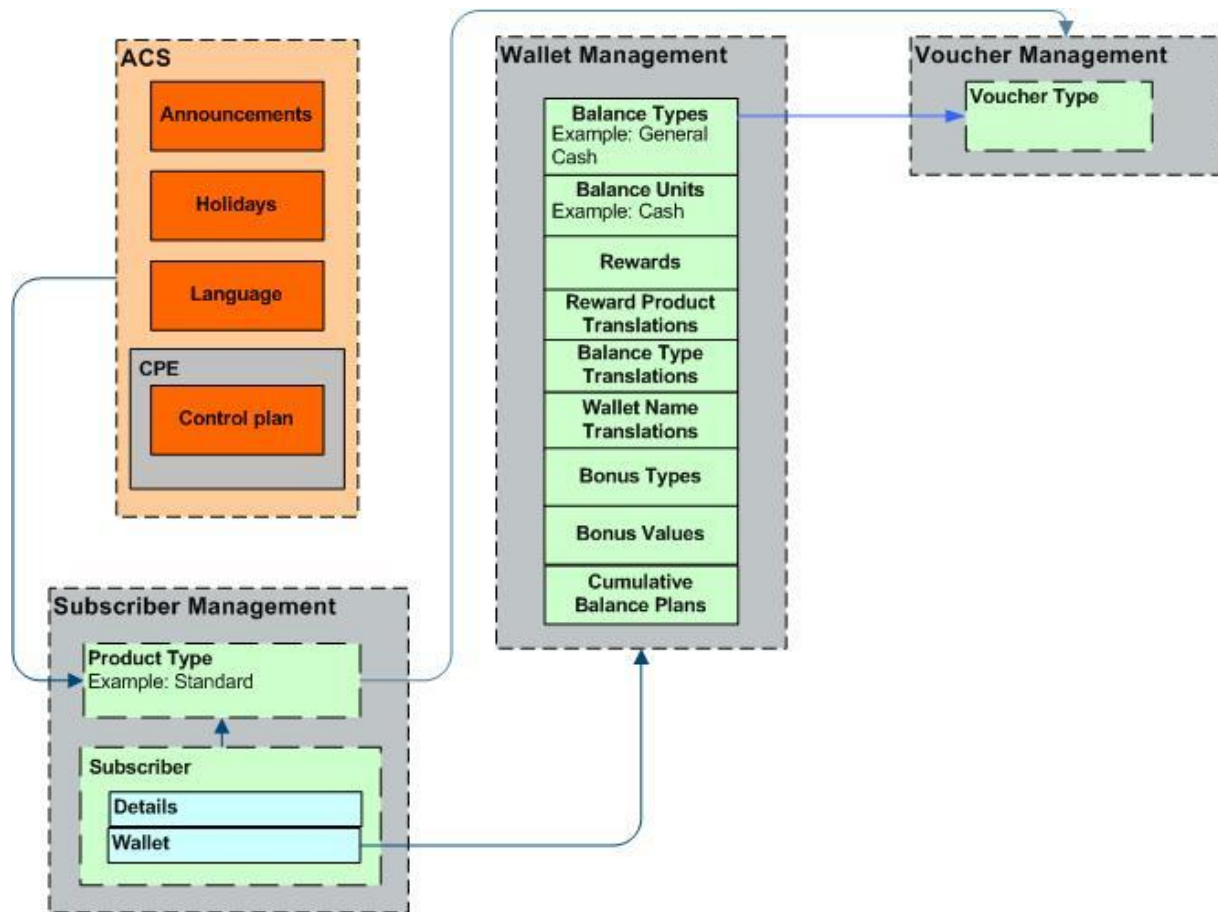 ACS
Announcements
Holidays
Language
CPE
Control plan
Subscriber Management
Product Type
Example: Standard
Subscriber
Details
Wallet
Wallet Management
Balance Types
Example: General
Cash
Balance Units
Example: Cash
Rewards
Reward Product
Translations
Balance Type
Translations
Wallet Name
Translations
Bonus Types
Bonus Values
Cumulative
Balance Plans
Voucher Management
Voucher Type